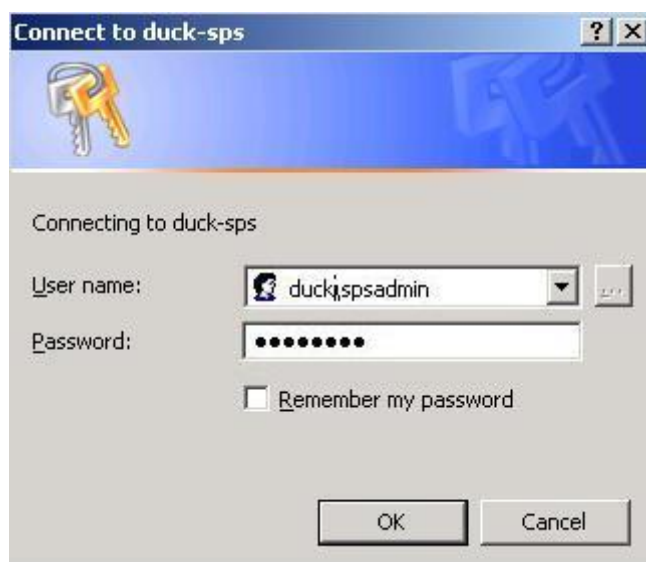 Connect to duck-sps
Connecting to duck-sps
User name:
duck\spsadmin
Password:
Remember my password
OK
Cancel